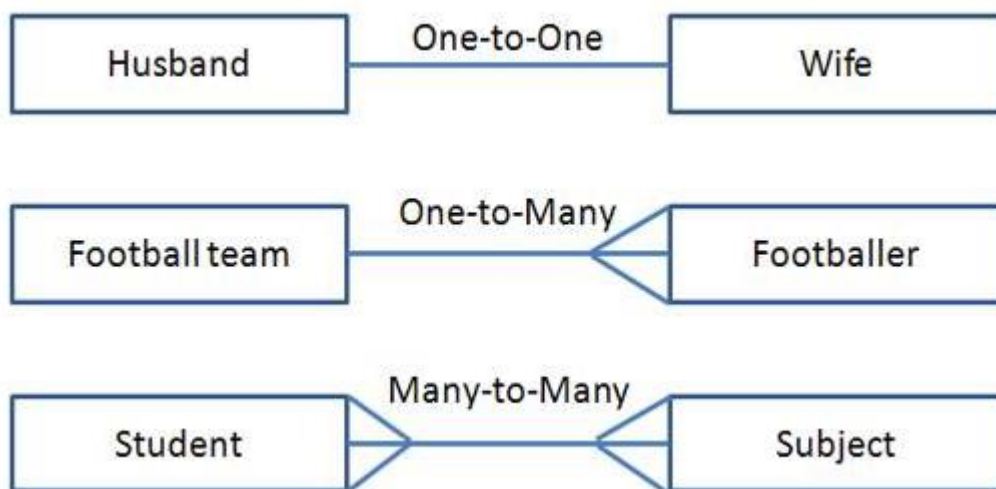 Husband One-to-One Wife
Football team One-to-Many Footballer
Student Many-to-Many Subject